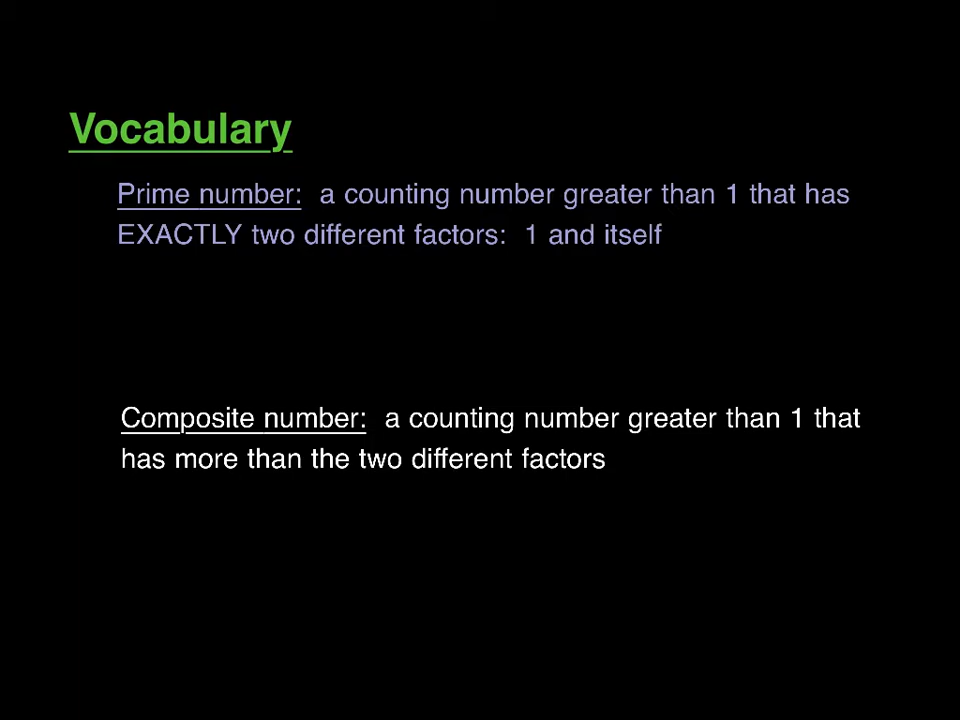 Vocabulary
Prime number: a counting number greater than 1 that has
EXACTLY two different factors: 1 and itself
Composite number: a counting number greater than 1 that
has more than the two different factors